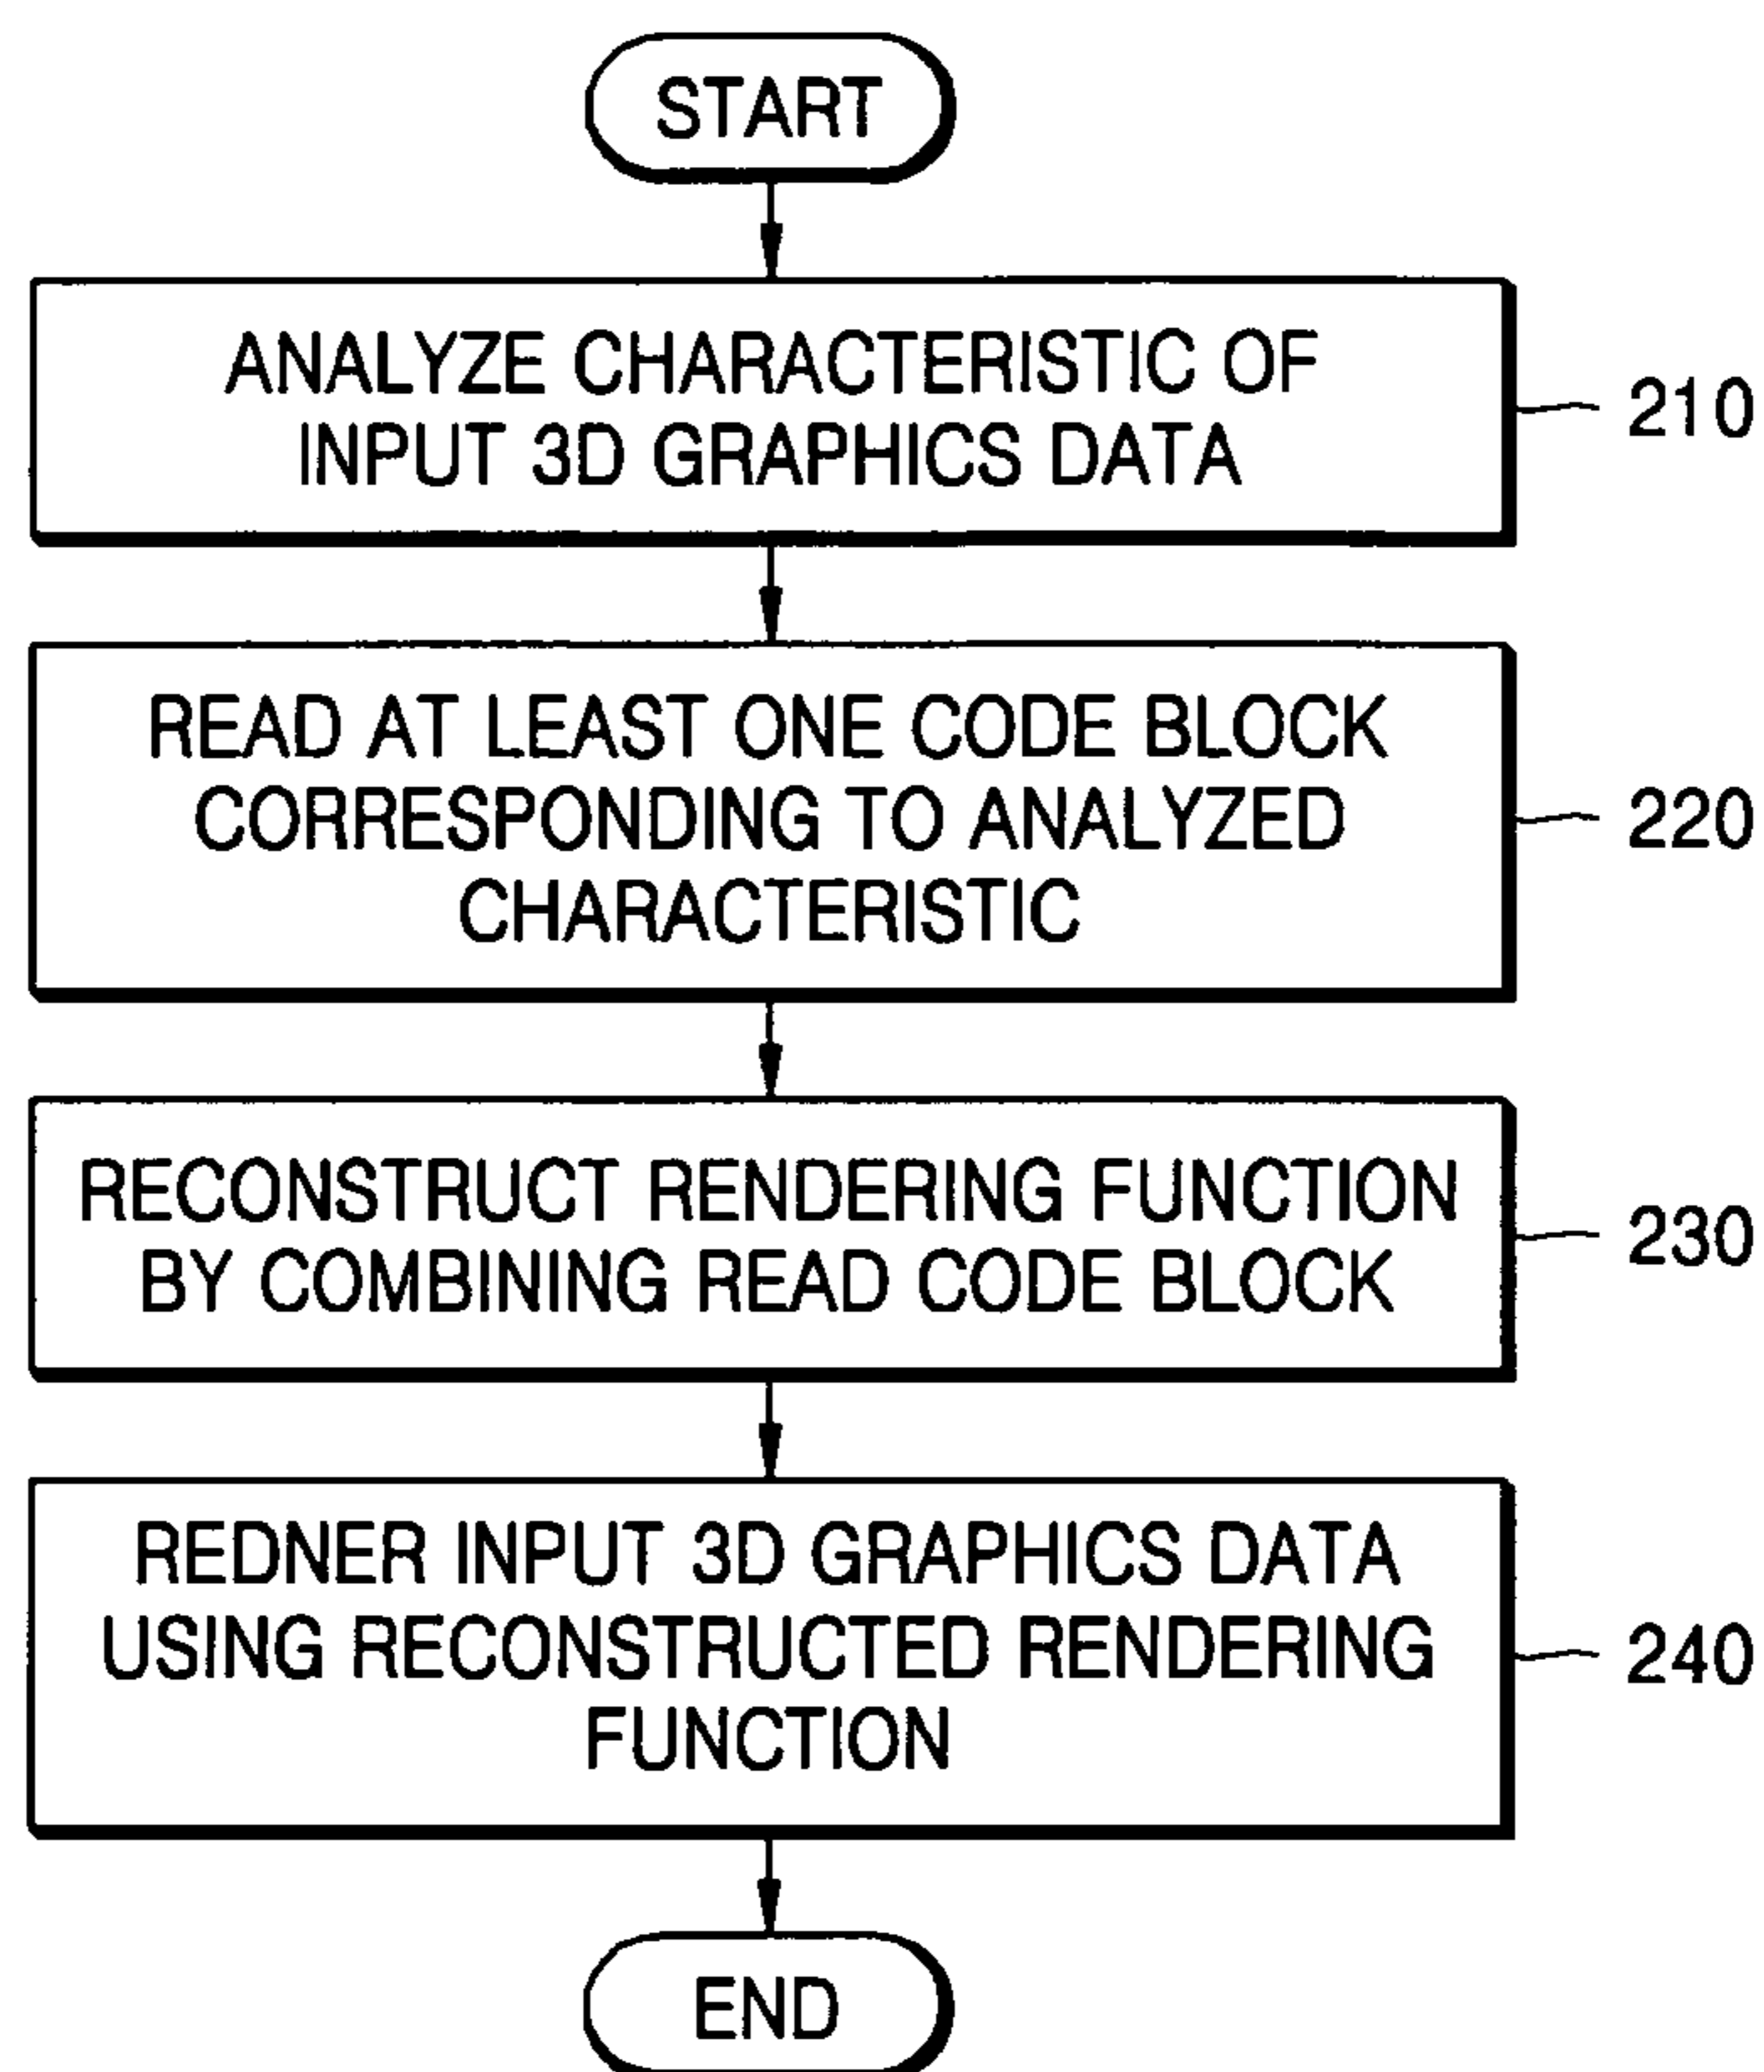 START
ANALYZE CHARACTERISTIC OF
INPUT 3D GRAPHICS DATA
210
READ AT LEAST ONE CODE BLOCK
CORRESPONDING TO ANALYZED
CHARACTERISTIC
220
RECONSTRUCT RENDERING FUNCTION
BY COMBINING READ CODE BLOCK
230
REDNER INPUT 3D GRAPHICS DATA
USING RECONSTRUCTED RENDERING
FUNCTION
240
END